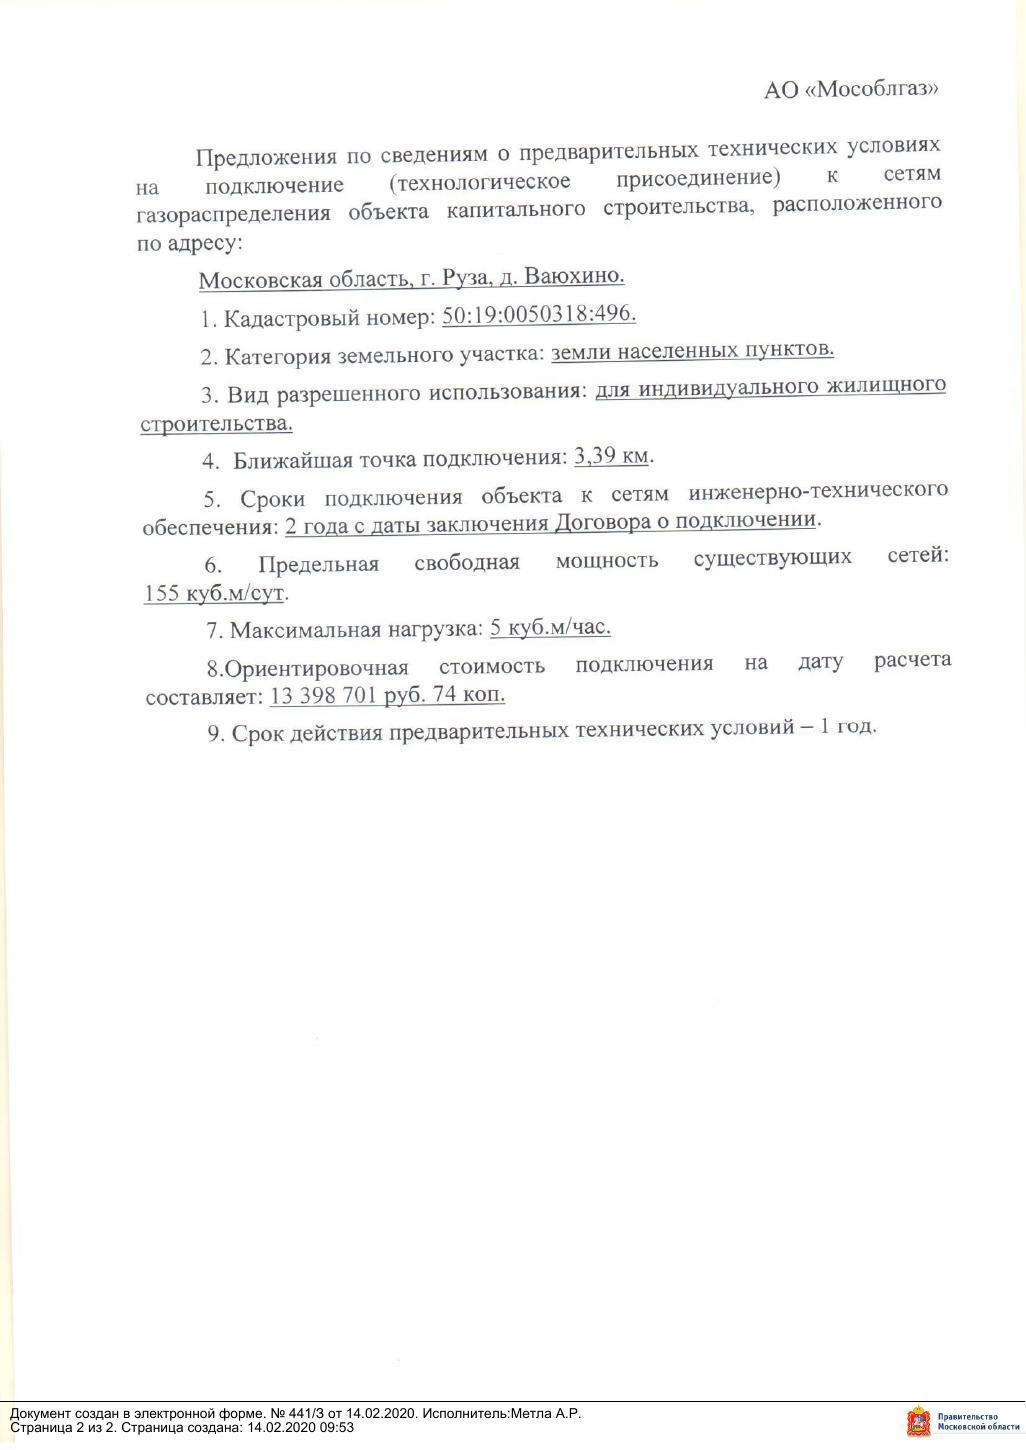 АО «Мособлгаз»
Предложения по сведениям о предварительных технических условиях
на подключение (технологическое присоединение) к сетям
газораспределения объекта капитального строительства, расположенного
по адресу:
Московская область, г. Руза, д. Ваюхино.
1. Кадастровый номер: 50:19:0050318:496.
2. Категория земельного участка: земли населенных пунктов.
3. Вид разрешенного использования: для индивидуального жилищного
строительства.
4. Ближайшая точка подключения: 3,39 км.
5. Сроки подключения объекта к сетям инженерно-технического
обеспечения: 2 года с даты заключения Договора о подключении.
6. Предельная свободная мощность существующих сетей:
155 куб.м/сут.
7. Максимальная нагрузка: 5 куб.м/час.
8.Ориентировочная стоимость подключения на дату расчета
составляет: 13 398 701 руб. 74 коп.
9. Срок действия предварительных технических условий – 1 год.
Документ создан в электронной форме. № 441/3 от 14.02.2020. Исполнитель:Метла А.Р.
Страница 2 из 2. Страница создана: 14.02.2020 09:53
Правительство
Московской области